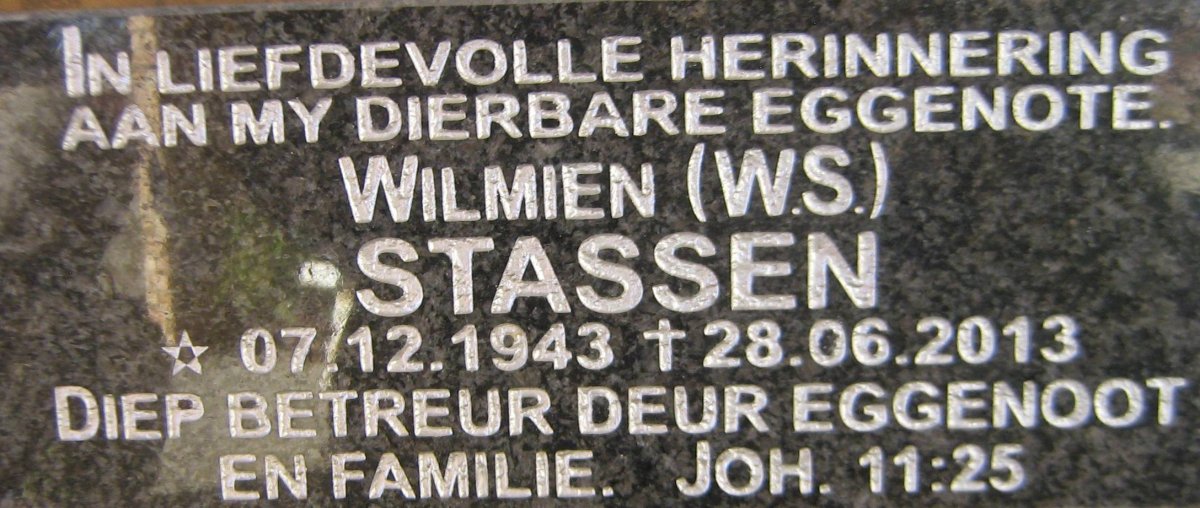 IN LIEFDEVOLLE HERINNERING
AAN MY DIERBARE EGGENOTE.
WILMIEN (W.S.)
STASSEN
☆ 07.12.1943 ✝ 28.06.2013
DIEP BETREUR DEUR EGGENOOT
EN FAMILIE. JOH. 11:25